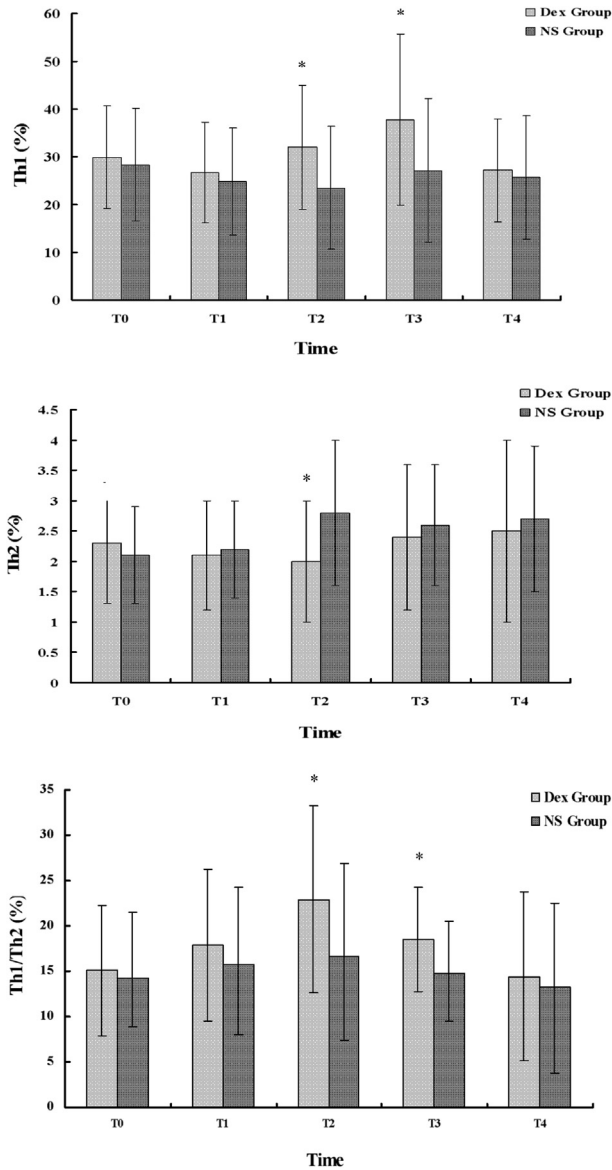 Dex Group
NS Group
60
50
40
30
20
10
0
Th1 (%)
*
*
T0 T1 T2 T3 T4
Time
Dex Group
NS Group
4.5
4
3.5
3
2.5
2
1.5
1
0.5
0
Th2 (%)
*
T0 T1 T2 T3 T4
Time
Dex Group
NS Group
35
30
25
20
15
10
5
0
Th1/Th2 (%)
*
*
T0 T1 T2 T3 T4
Time